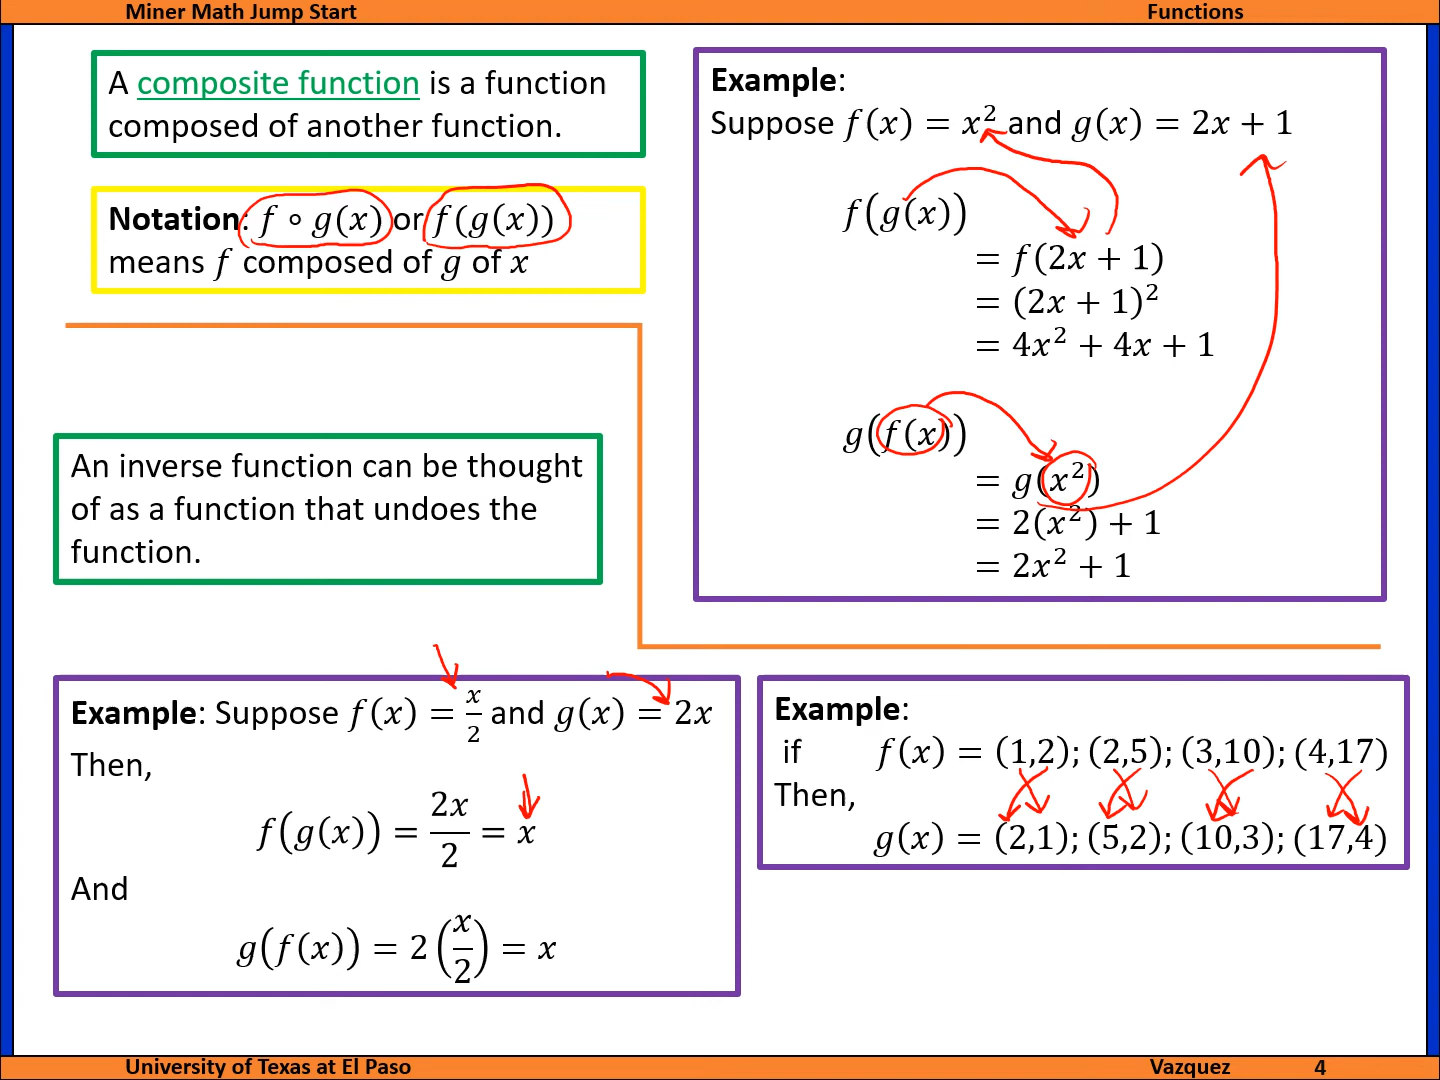 Miner Math Jump Start
Functions
A composite function is a function
composed of another function.
Notation: f ∘ g(x) or f(g(x))
means f composed of g of x
Example:
Suppose f(x) = x² and g(x) = 2x + 1
f(g(x))
= f(2x + 1)
= (2x + 1)²
= 4x² + 4x + 1
g(f(x))
= g(x²)
= 2(x²) + 1
= 2x² + 1
An inverse function can be thought
of as a function that undoes the
function.
Example: Suppose f(x) = x/2 and g(x) = 2x
Then,
f(g(x)) = 2x/2 = x
And
g(f(x)) = 2(x/2) = x
Example:
if f(x) = (1,2); (2,5); (3,10); (4,17)
Then,
g(x) = (2,1); (5,2); (10,3); (17,4)
University of Texas at El Paso
Vazquez 4